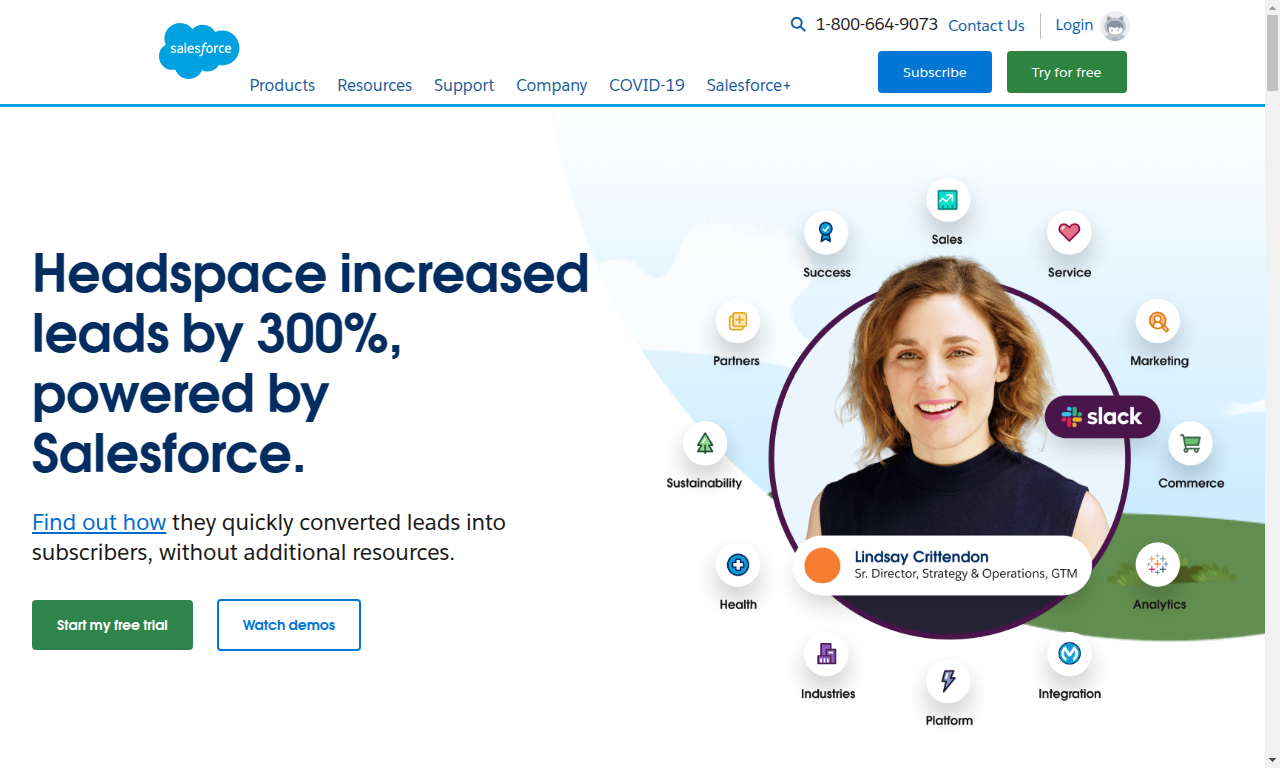 salesforce
1-800-664-9073
Contact Us
Login
Products
Resources
Support
Company
COVID-19
Salesforce+
Subscribe
Try for free
Headspace increased
leads by 300%,
powered by
Salesforce.
Find out how they quickly converted leads into
subscribers, without additional resources.
Start my free trial
Watch demos
Sales
Success
Service
Partners
Marketing
slack
Sustainability
Commerce
Lindsay Crittendon
Sr. Director, Strategy & Operations, GTM
Health
Analytics
Industries
Integration
Platform